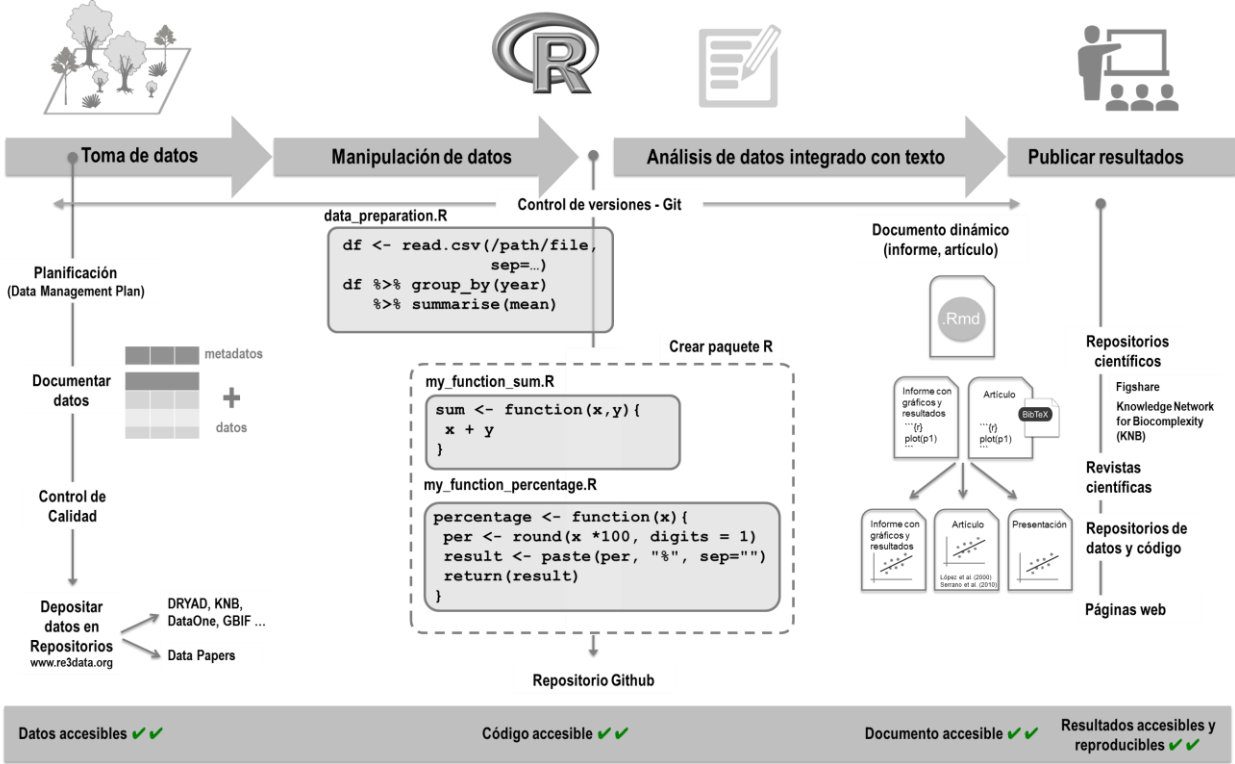 R
Toma de datos
Manipulación de datos
Análisis de datos integrado con texto
Publicar resultados
Control de versiones - Git
Planificación
(Data Management Plan)
Documentar
datos
metadatos
+
datos
Control de
Calidad
Depositar
datos en
Repositorios
www.re3data.org
DRYAD, KNB,
DataOne, GBIF ...
Data Papers
data_preparation.R
df <- read.csv(/path/file,
sep=…)
df %>% group_by(year)
%>% summarise(mean)
Crear paquete R
my_function_sum.R
sum <- function(x,y){
x + y
}
my_function_percentage.R
percentage <- function(x){
per <- round(x *100, digits = 1)
result <- paste(per, "%", sep="")
return(result)
}
Repositorio Github
Documento dinámico
(informe, artículo)
.Rmd
Informe con
gráficos y
resultados
```{r}
plot(p1)
```
Artículo
BibTeX
```{r}
plot(p1)
```
Informe con
gráficos y
resultados
Artículo
López et al. (2000)
Serrano et al. (2010)
Presentación
Repositorios
científicos
Figshare
Knowledge Network
for Biocomplexity
(KNB)
Revistas
científicas
Repositorios de
datos y código
Páginas web
Datos accesibles ✔✔
Código accesible ✔✔
Documento accesible ✔✔
Resultados accesibles y
reproducibles ✔✔